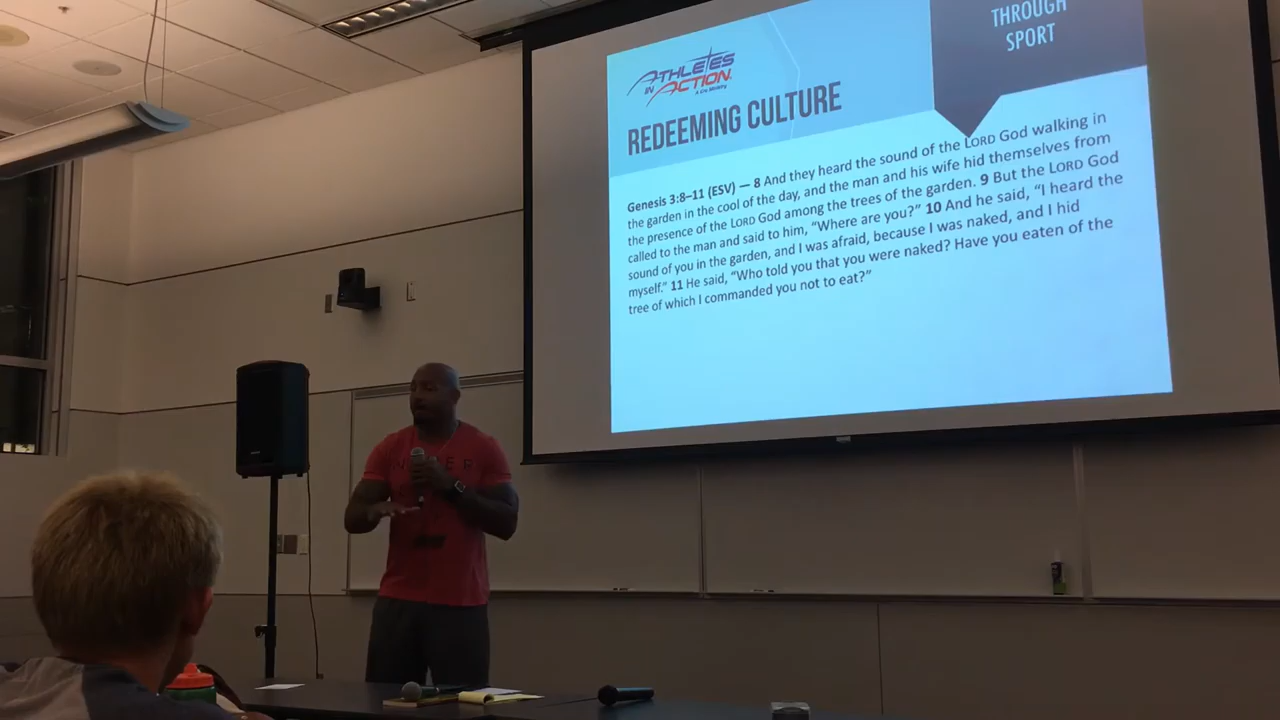 THROUGH
SPORT
ATHLETES
IN ACTION
A Cru Ministry
REDEEMING CULTURE
Genesis 3:8–11 (ESV) — 8 And they heard the sound of the LORD God walking in
the garden in the cool of the day, and the man and his wife hid themselves from
the presence of the LORD God among the trees of the garden. 9 But the LORD God
called to the man and said to him, “Where are you?” 10 And he said, “I heard the
sound of you in the garden, and I was afraid, because I was naked, and I hid
myself.” 11 He said, “Who told you that you were naked? Have you eaten of the
tree of which I commanded you not to eat?”